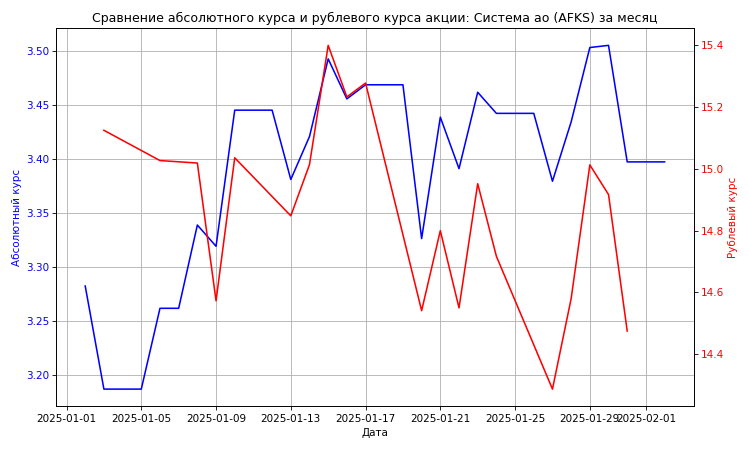 Сравнение абсолютного курса и рублевого курса акции: Система ао (AFKS) за месяц
3.50
3.45
3.40
3.35
3.30
3.25
3.20
Абсолютный курс
15.4
15.2
15.0
14.8
14.6
14.4
Рублевый курс
2025-01-01 2025-01-05 2025-01-09 2025-01-13 2025-01-17 2025-01-21 2025-01-25 2025-01-29 2025-02-01
Дата